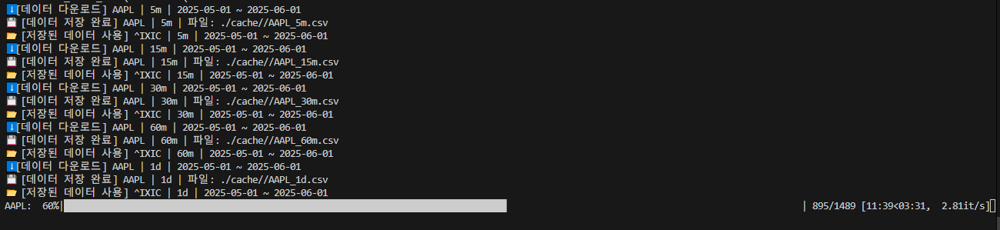 ⬇️[데이터 다운로드] AAPL | 5m | 2025-05-01 ~ 2025-06-01
💾 [데이터 저장 완료] AAPL | 5m | 파일: ./cache//AAPL_5m.csv
📂 [저장된 데이터 사용] ^IXIC | 5m | 2025-05-01 ~ 2025-06-01
⬇️[데이터 다운로드] AAPL | 15m | 2025-05-01 ~ 2025-06-01
💾 [데이터 저장 완료] AAPL | 15m | 파일: ./cache//AAPL_15m.csv
📂 [저장된 데이터 사용] ^IXIC | 15m | 2025-05-01 ~ 2025-06-01
⬇️[데이터 다운로드] AAPL | 30m | 2025-05-01 ~ 2025-06-01
💾 [데이터 저장 완료] AAPL | 30m | 파일: ./cache//AAPL_30m.csv
📂 [저장된 데이터 사용] ^IXIC | 30m | 2025-05-01 ~ 2025-06-01
⬇️[데이터 다운로드] AAPL | 60m | 2025-05-01 ~ 2025-06-01
💾 [데이터 저장 완료] AAPL | 60m | 파일: ./cache//AAPL_60m.csv
📂 [저장된 데이터 사용] ^IXIC | 60m | 2025-05-01 ~ 2025-06-01
⬇️[데이터 다운로드] AAPL | 1d | 2025-05-01 ~ 2025-06-01
💾 [데이터 저장 완료] AAPL | 1d | 파일: ./cache//AAPL_1d.csv
📂 [저장된 데이터 사용] ^IXIC | 1d | 2025-05-01 ~ 2025-06-01
AAPL:  60%| | 895/1489 [11:39<03:31,  2.81it/s]